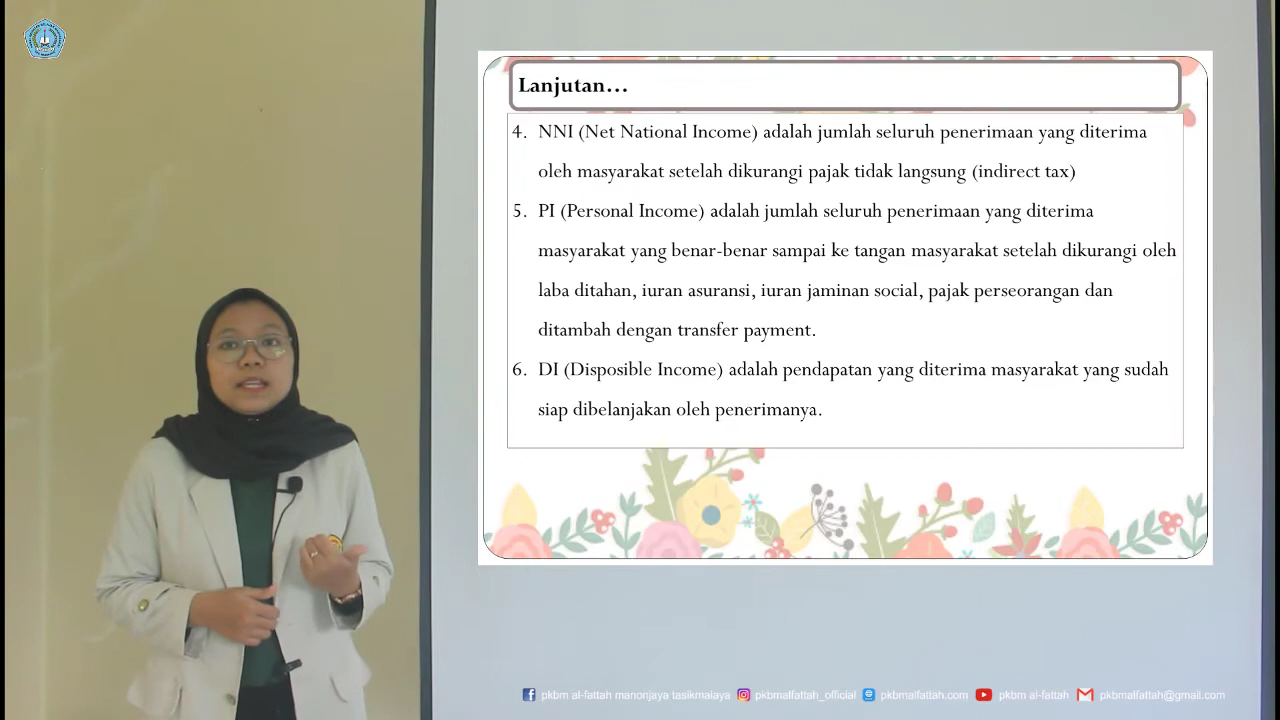 Lanjutan...
4. NNI (Net National Income) adalah jumlah seluruh penerimaan yang diterima
oleh masyarakat setelah dikurangi pajak tidak langsung (indirect tax)
5. PI (Personal Income) adalah jumlah seluruh penerimaan yang diterima
masyarakat yang benar-benar sampai ke tangan masyarakat setelah dikurangi oleh
laba ditahan, iuran asuransi, iuran jaminan social, pajak perseorangan dan
ditambah dengan transfer payment.
6. DI (Disposible Income) adalah pendapatan yang diterima masyarakat yang sudah
siap dibelanjakan oleh penerimanya.
pkbm al-fattah manonjaya tasikmalaya pkbmalfattah_official pkbmalfattah.com pkbm al-fattah pkbmalfattah@gmail.com